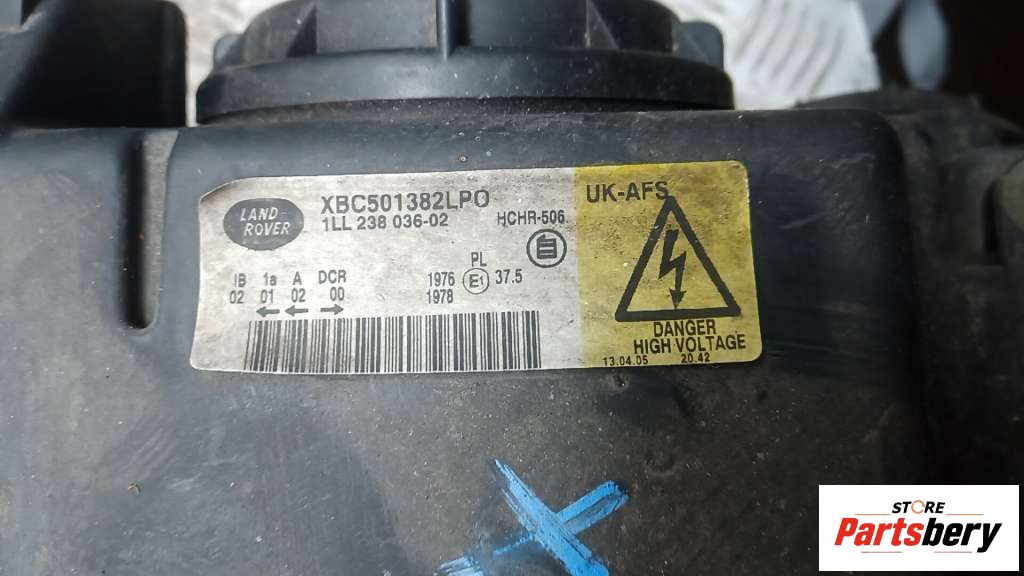 LAND-
ROVER
XBC501382LPO
1LL 238 036-02
HCHR-506
UK-AFS
PL
IB 1a A DCR
02 01 02 00
1976 E1 37.5
1978
DANGER
HIGH VOLTAGE
13.04.05 20.42
STORE
Partsbery